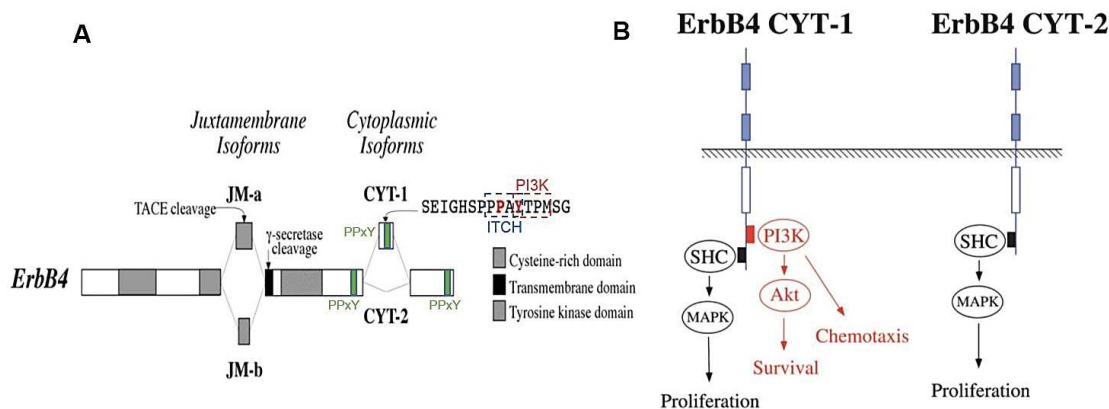 A
Juxtamembrane
Isoforms
Cytoplasmic
Isoforms
JM-a
TACE cleavage
CYT-1
PI3K
SEIGHSPPPAYTPMSG
ITCH
PPxY
γ-secretase
cleavage
ErbB4
PPxY
CYT-2
PPxY
JM-b
Cysteine-rich domain
Transmembrane domain
Tyrosine kinase domain
B
ErbB4 CYT-1
ErbB4 CYT-2
SHC
PI3K
MAPK
Akt
Chemotaxis
Survival
Proliferation
SHC
MAPK
Proliferation